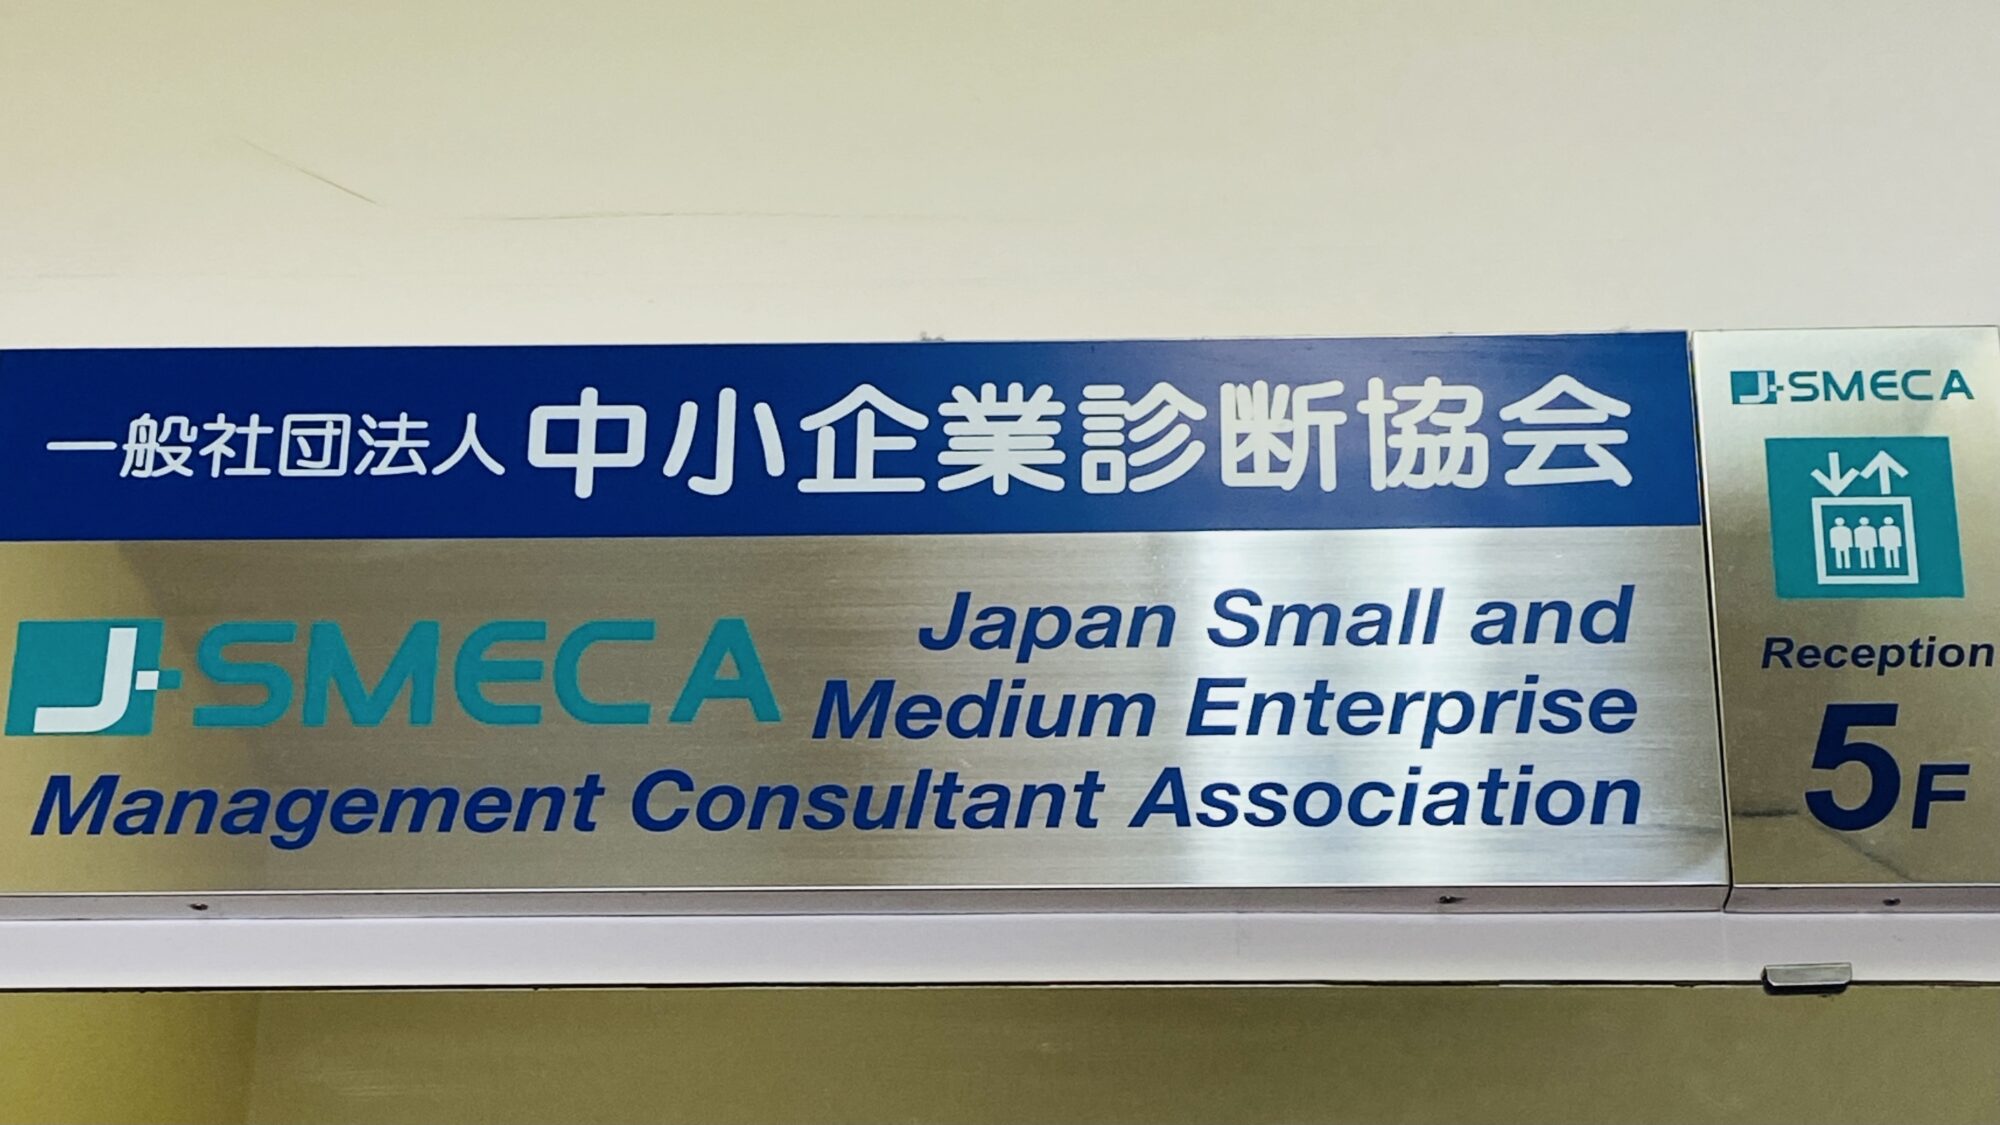 一般社団法人 中小企業診断協会
J-SMECA
Japan Small and
Medium Enterprise
Management Consultant Association
J-SMECA
Reception
5F